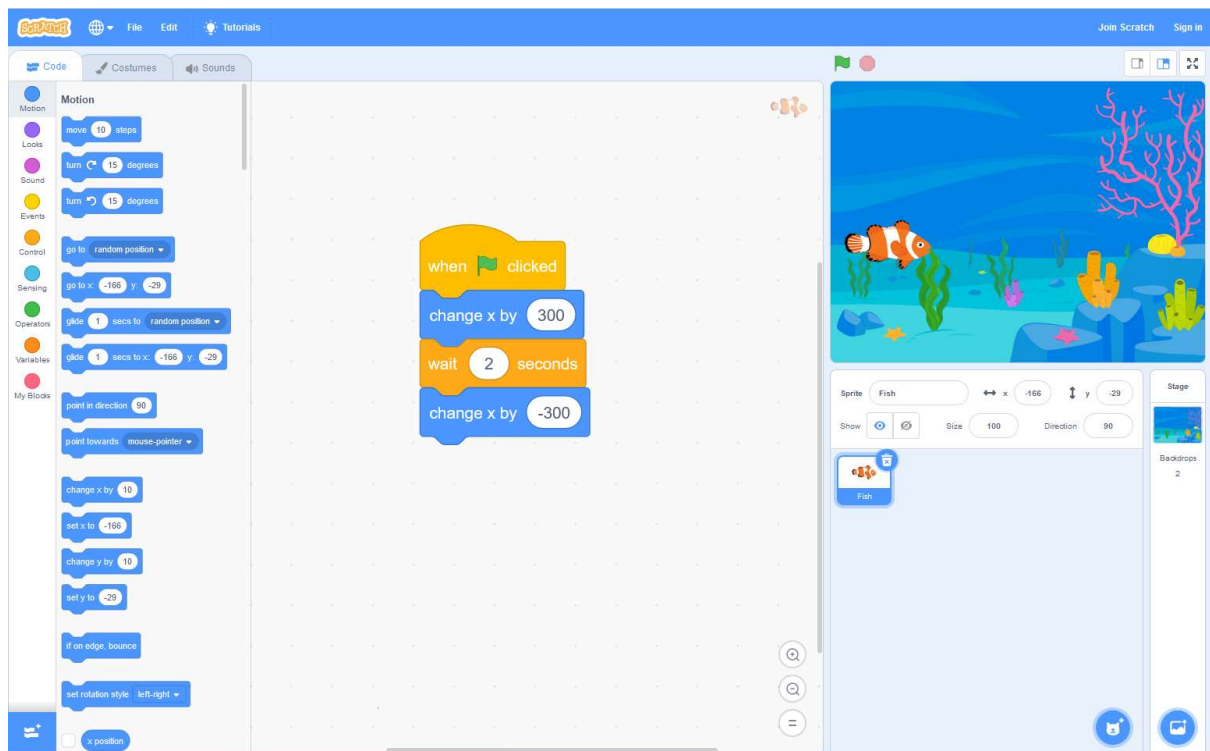 SCRATCH File Edit Tutorials Join Scratch Sign in
Code Costumes Sounds
Motion
Looks
Sound
Events
Control
Sensing
Operators
Variables
My Blocks
Motion
move 10 steps
turn 15 degrees
turn 15 degrees
go to random position
go to x: -166 y: -29
glide 1 secs to random position
glide 1 secs to x: -166 y: -29
point in direction 90
point towards mouse-pointer
change x by 10
set x to -166
change y by 10
set y to -29
if on edge, bounce
set rotation style left-right
x position
when clicked
change x by 300
wait 2 seconds
change x by -300
Sprite Fish x -166 y -29
Show Size 100 Direction 90
Fish
Stage
Backdrops
2